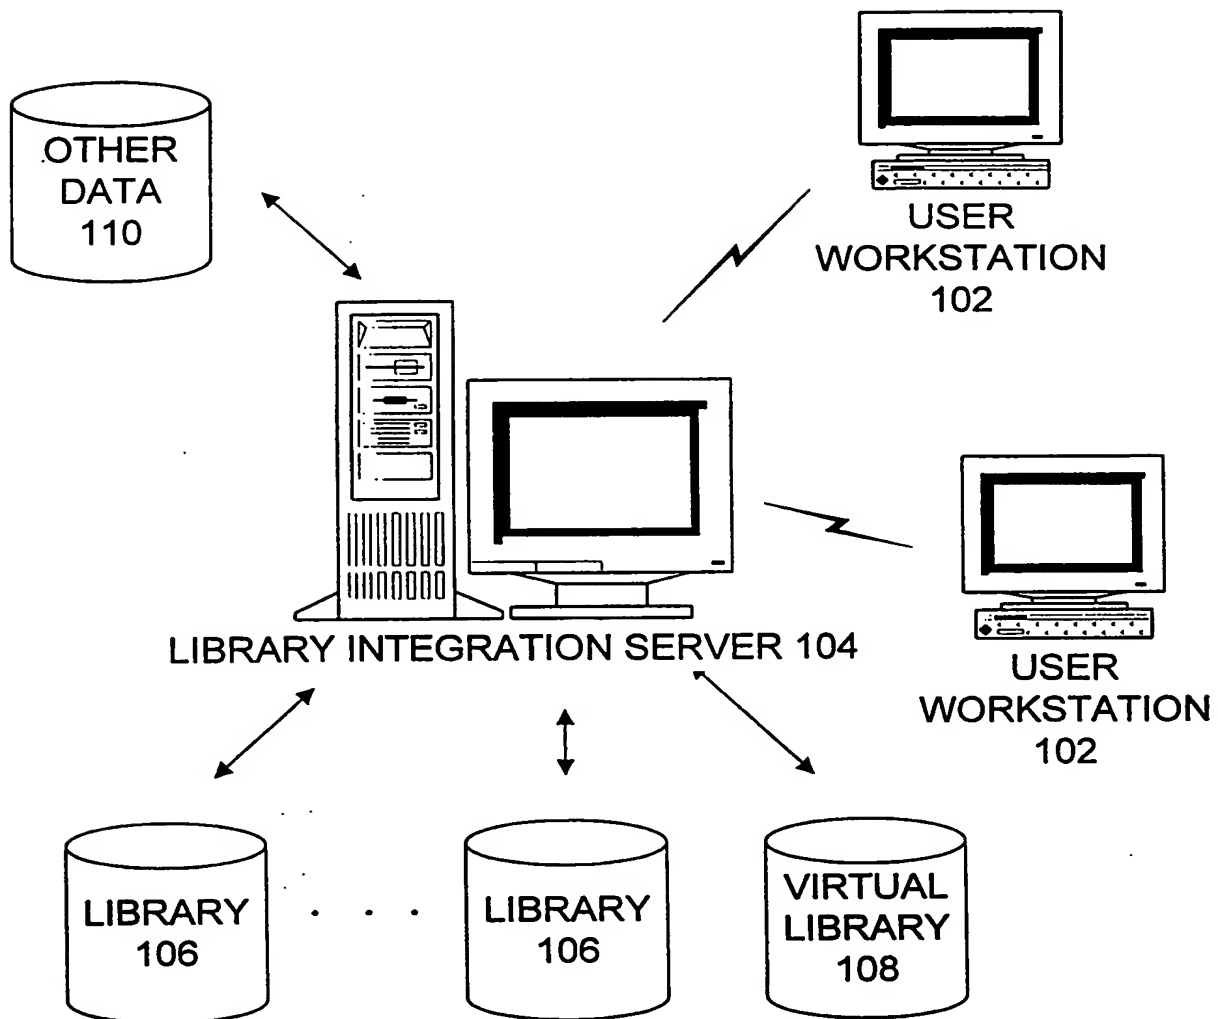 OTHER
DATA
110
USER
WORKSTATION
102
LIBRARY INTEGRATION SERVER 104
USER
WORKSTATION
102
LIBRARY
106
. . .
LIBRARY
106
VIRTUAL
LIBRARY
108